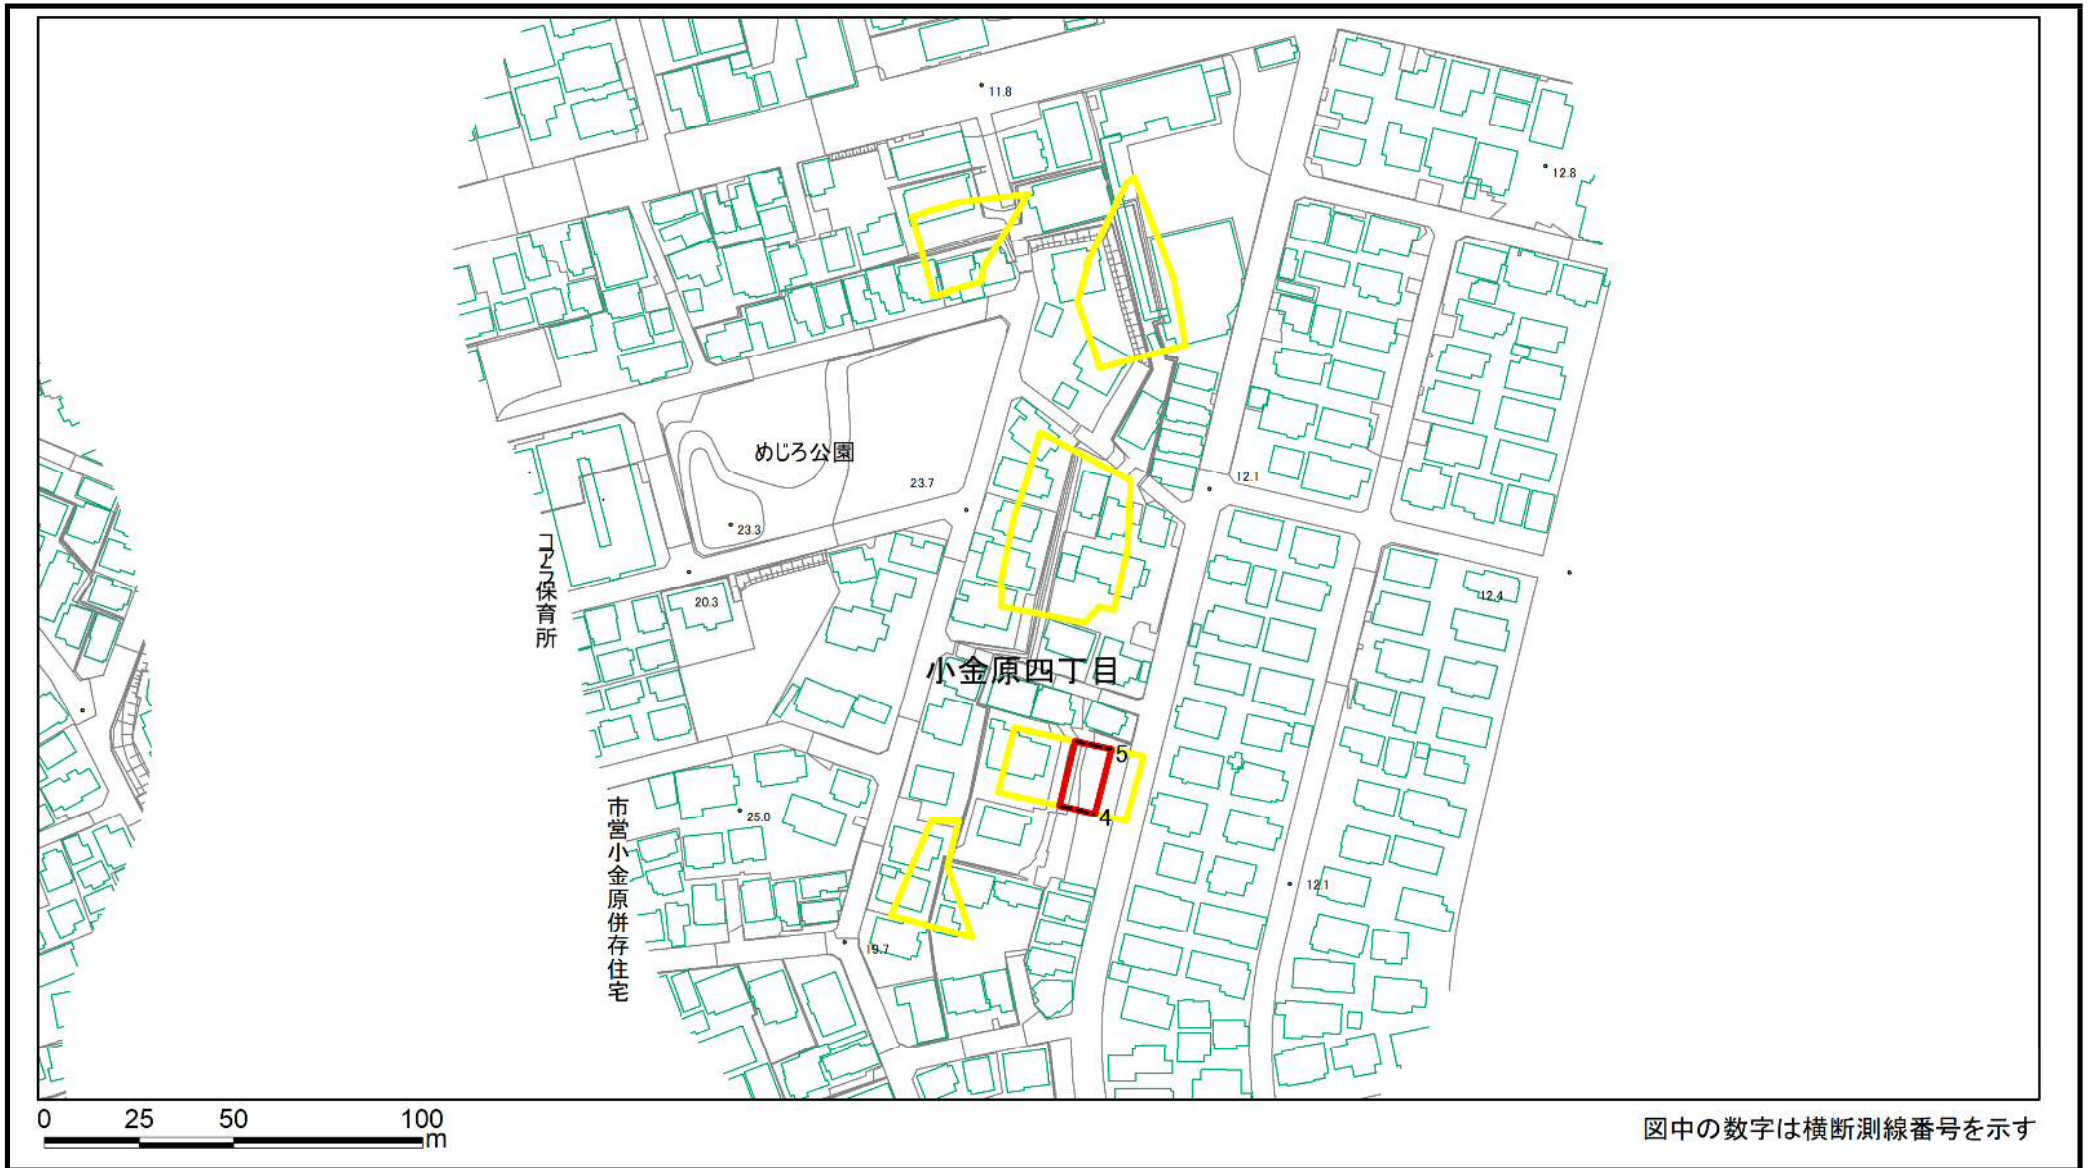 11.8
12.8
めじろ公園
23.7
12.1
23.3
コアラ保育所
20.3
12.4
小金原四丁目
5
4
市営小金原併存住宅
25.0
12.1
19.7
0 25 50 100
m
図中の数字は横断測線番号を示す